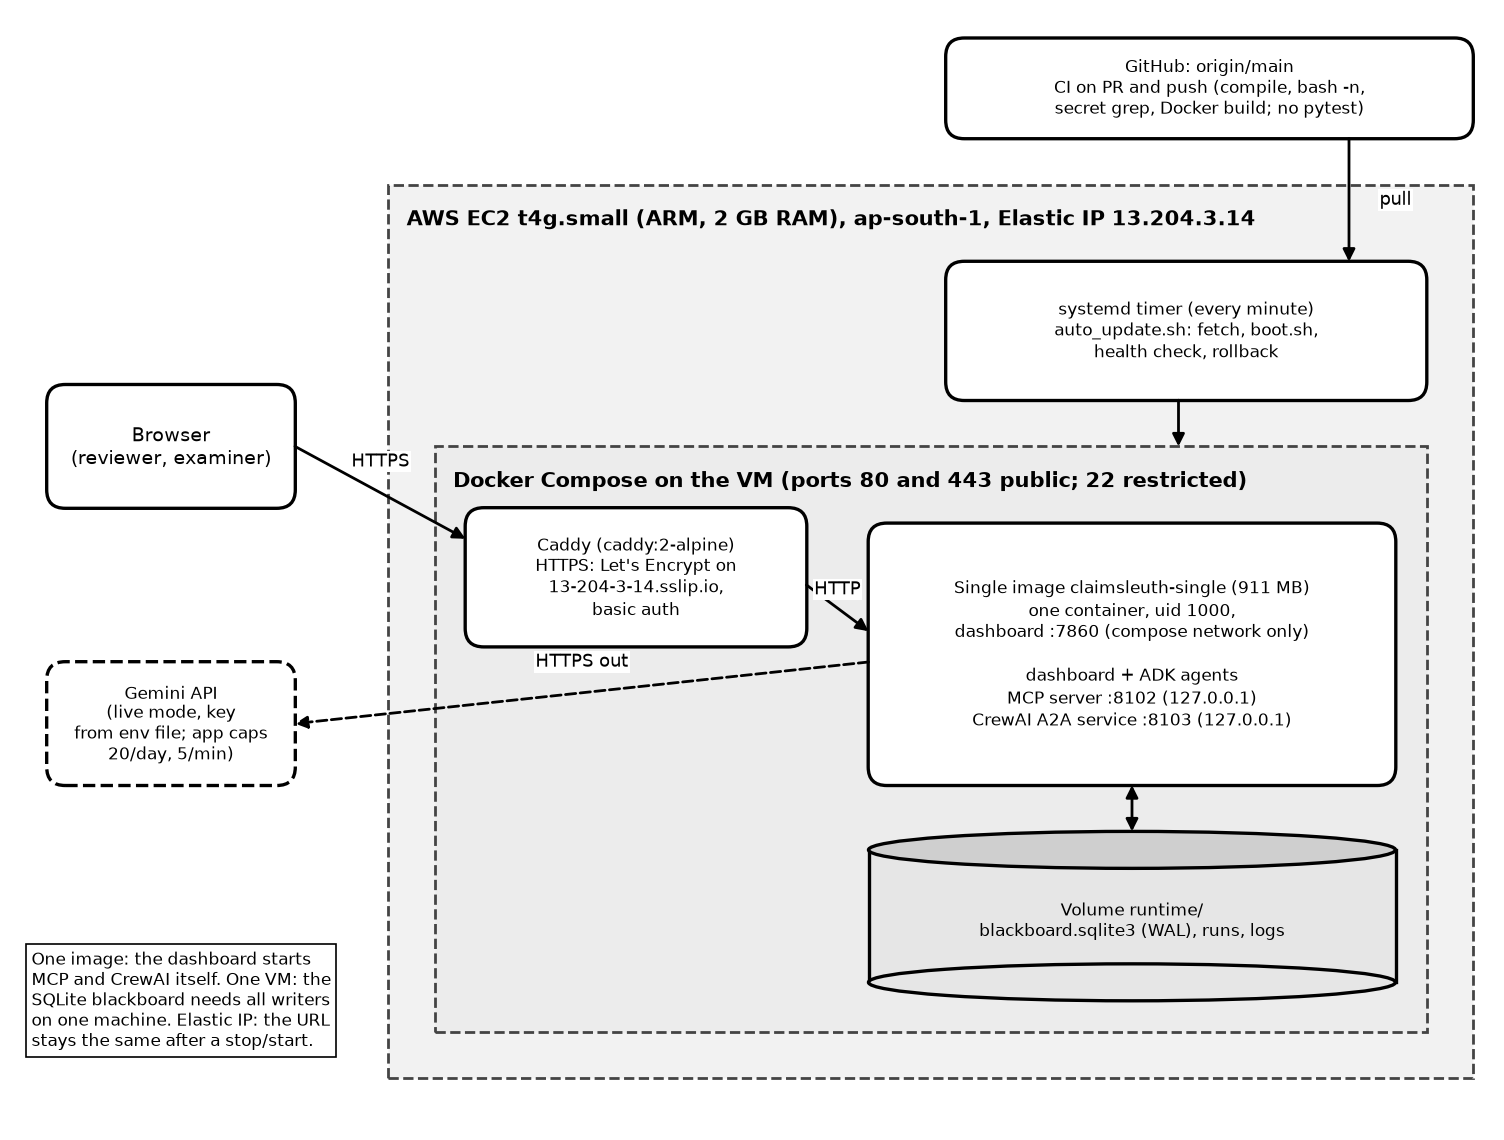 GitHub: origin/main
CI on PR and push (compile, bash -n,
secret grep, Docker build; no pytest)
pull
AWS EC2 t4g.small (ARM, 2 GB RAM), ap-south-1, Elastic IP 13.204.3.14
systemd timer (every minute)
auto_update.sh: fetch, boot.sh,
health check, rollback
Browser
(reviewer, examiner)
HTTPS
Docker Compose on the VM (ports 80 and 443 public; 22 restricted)
Caddy (caddy:2-alpine)
HTTPS: Let's Encrypt on
13-204-3-14.sslip.io,
basic auth
HTTP
Single image claimsleuth-single (911 MB)
one container, uid 1000,
dashboard :7860 (compose network only)
dashboard + ADK agents
MCP server :8102 (127.0.0.1)
CrewAI A2A service :8103 (127.0.0.1)
HTTPS out
Gemini API
(live mode, key
from env file; app caps
20/day, 5/min)
Volume runtime/
blackboard.sqlite3 (WAL), runs, logs
One image: the dashboard starts
MCP and CrewAI itself. One VM: the
SQLite blackboard needs all writers
on one machine. Elastic IP: the URL
stays the same after a stop/start.